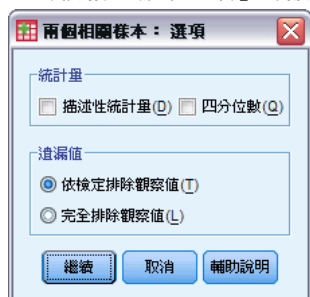 兩個相關樣本：選項
統計量
描述性統計量(D) 四分位數(Q)
遺漏值
依檢定排除觀察值(T)
完全排除觀察值(L)
繼續 取消 輔助說明